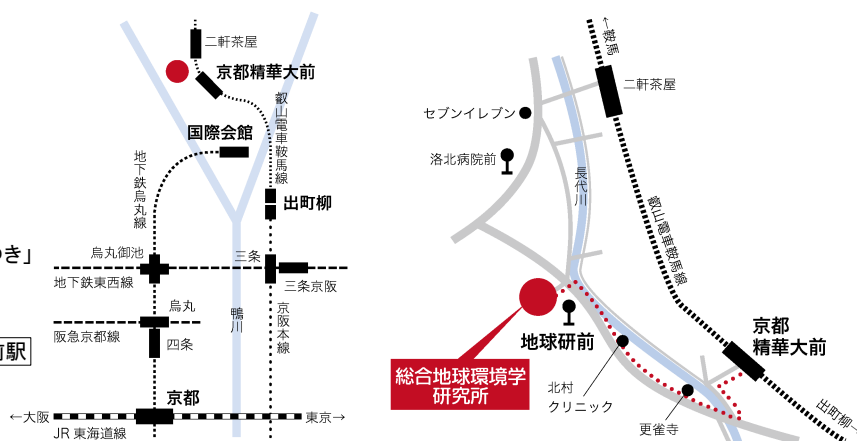 二軒茶屋
京都精華大前
叡山電車鞍馬線
国際会館
地下鉄烏丸線
出町柳
き」
烏丸御池
三条
地下鉄東西線
三条京阪
烏丸
鴨川
京阪本線
阪急京都線
四条
前駅
京都
←大阪
東京→
JR 東海道線
←鞍馬
二軒茶屋
セブンイレブン
洛北病院前
長代川
叡山電車鞍馬線
地球研前
京都
精華大前
総合地球環境学
研究所
北村
クリニック
更雀寺
出町柳→